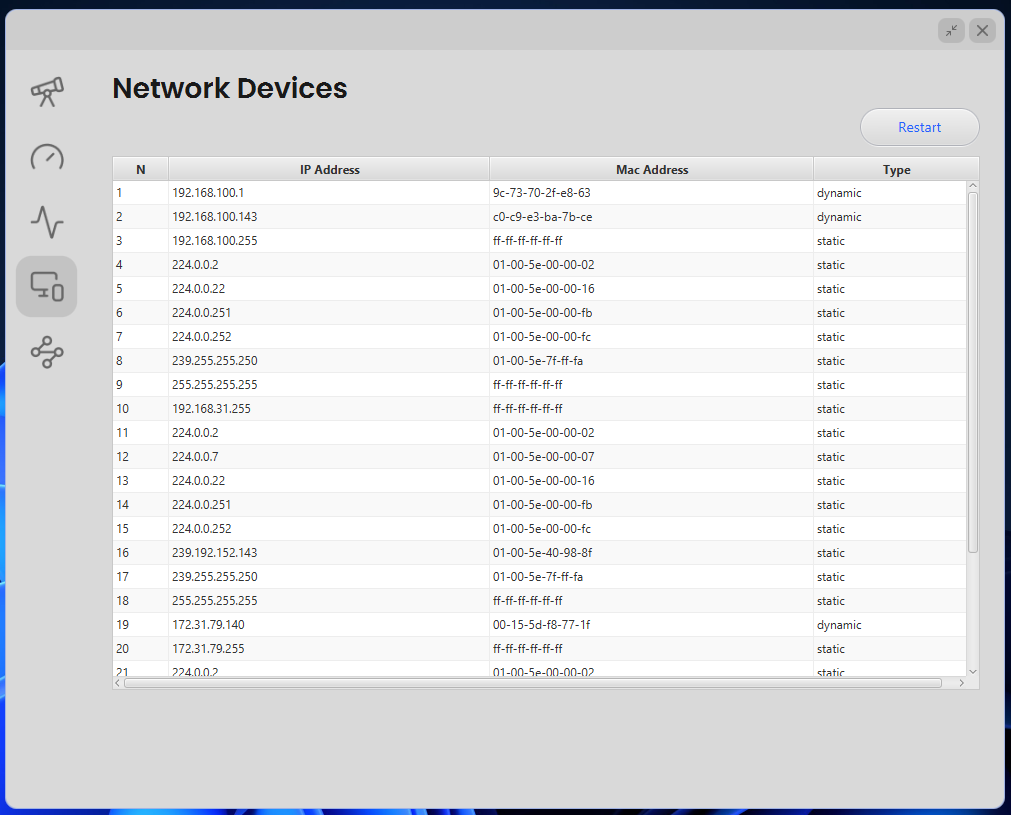 Network Devices
Restart
N IP Address Mac Address Type
1 192.168.100.1 9c-73-70-2f-e8-63 dynamic
2 192.168.100.143 c0-c9-e3-ba-7b-ce dynamic
3 192.168.100.255 ff-ff-ff-ff-ff-ff static
4 224.0.0.2 01-00-5e-00-00-02 static
5 224.0.0.22 01-00-5e-00-00-16 static
6 224.0.0.251 01-00-5e-00-00-fb static
7 224.0.0.252 01-00-5e-00-00-fc static
8 239.255.255.250 01-00-5e-7f-ff-fa static
9 255.255.255.255 ff-ff-ff-ff-ff-ff static
10 192.168.31.255 ff-ff-ff-ff-ff-ff static
11 224.0.0.2 01-00-5e-00-00-02 static
12 224.0.0.7 01-00-5e-00-00-07 static
13 224.0.0.22 01-00-5e-00-00-16 static
14 224.0.0.251 01-00-5e-00-00-fb static
15 224.0.0.252 01-00-5e-00-00-fc static
16 239.192.152.143 01-00-5e-40-98-8f static
17 239.255.255.250 01-00-5e-7f-ff-fa static
18 255.255.255.255 ff-ff-ff-ff-ff-ff static
19 172.31.79.140 00-15-5d-f8-77-1f dynamic
20 172.31.79.255 ff-ff-ff-ff-ff-ff static
21 224.0.0.2 01-00-5e-00-00-02 static